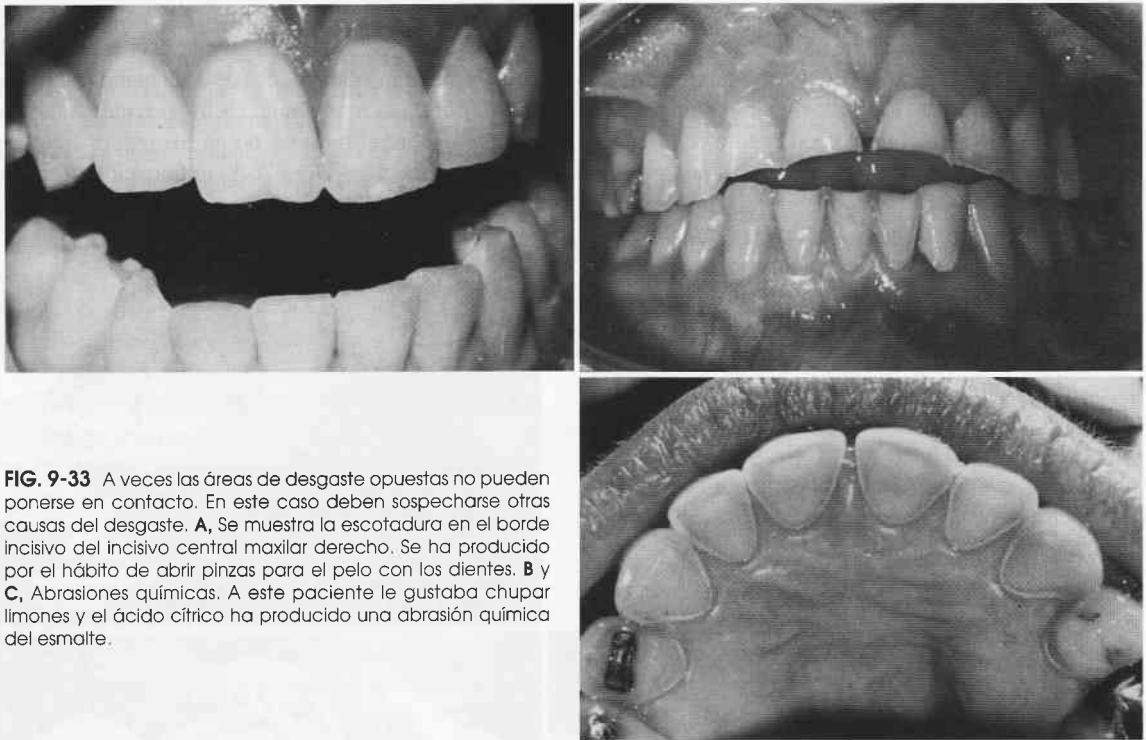 FIG. 9-33 A veces las áreas de desgaste opuestas no pueden
ponerse en contacto. En este caso deben sospecharse otras
causas del desgaste. A, Se muestra la escotadura en el borde
incisivo del incisivo central maxilar derecho. Se ha producido
por el hábito de abrir pinzas para el pelo con los dientes. B y
C, Abrasiones químicas. A este paciente le gustaba chupar
limones y el ácido cítrico ha producido una abrasión química
del esmalte.